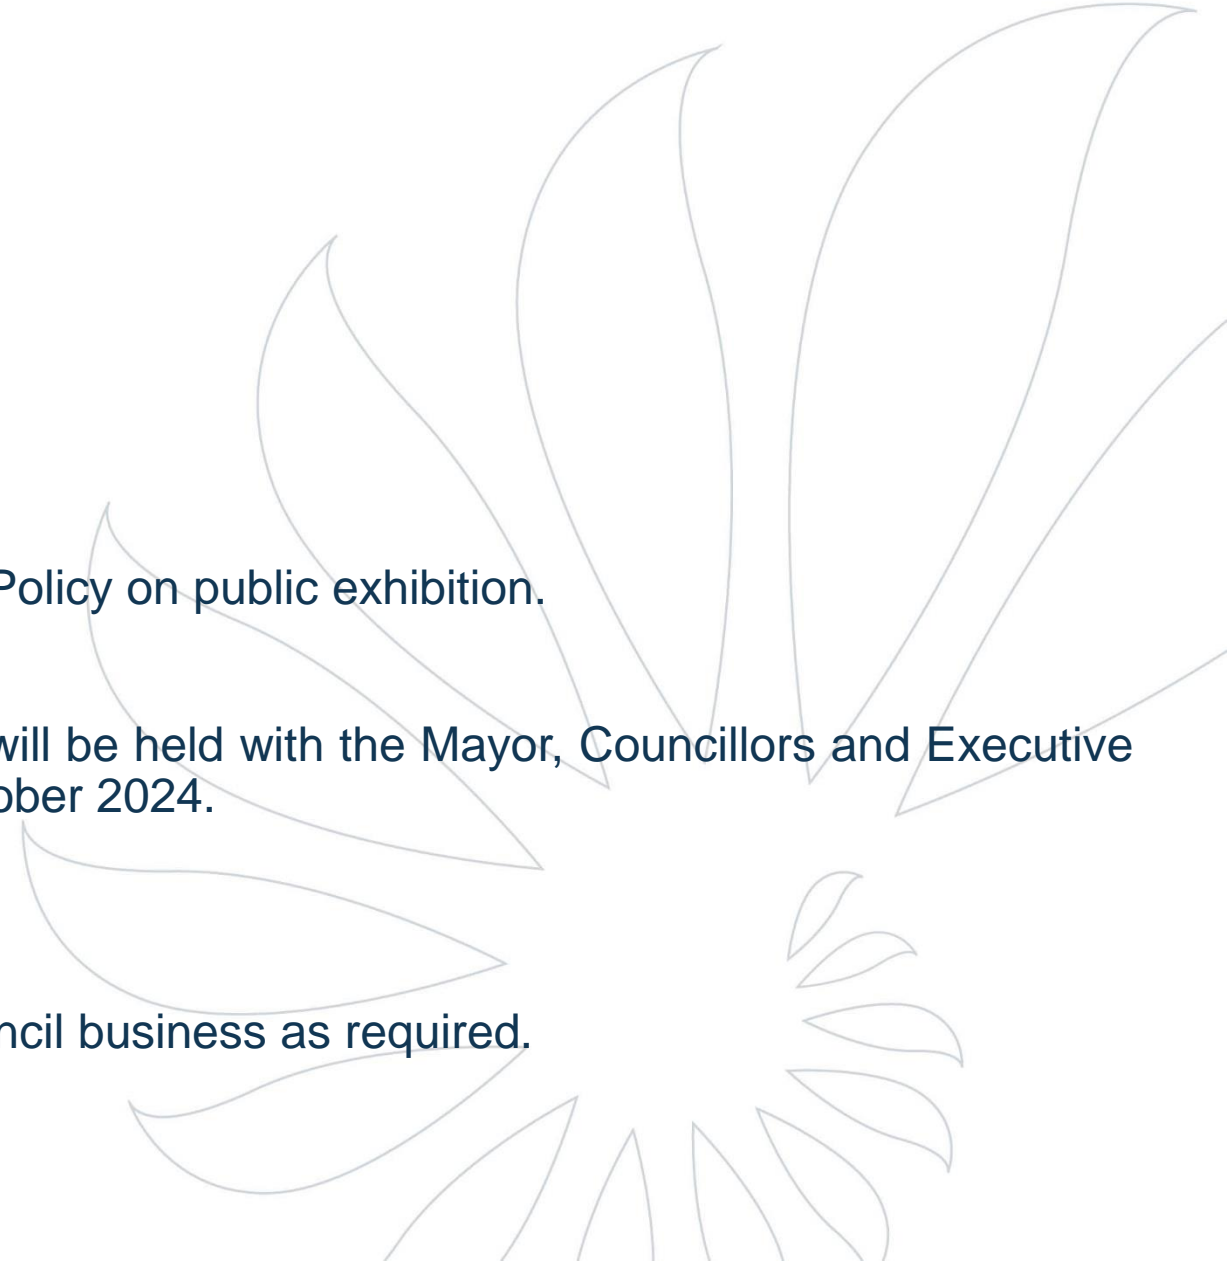 Policy on public exhibition.
will be held with the Mayor, Councillors and Executive
ober 2024.
ncil business as required.